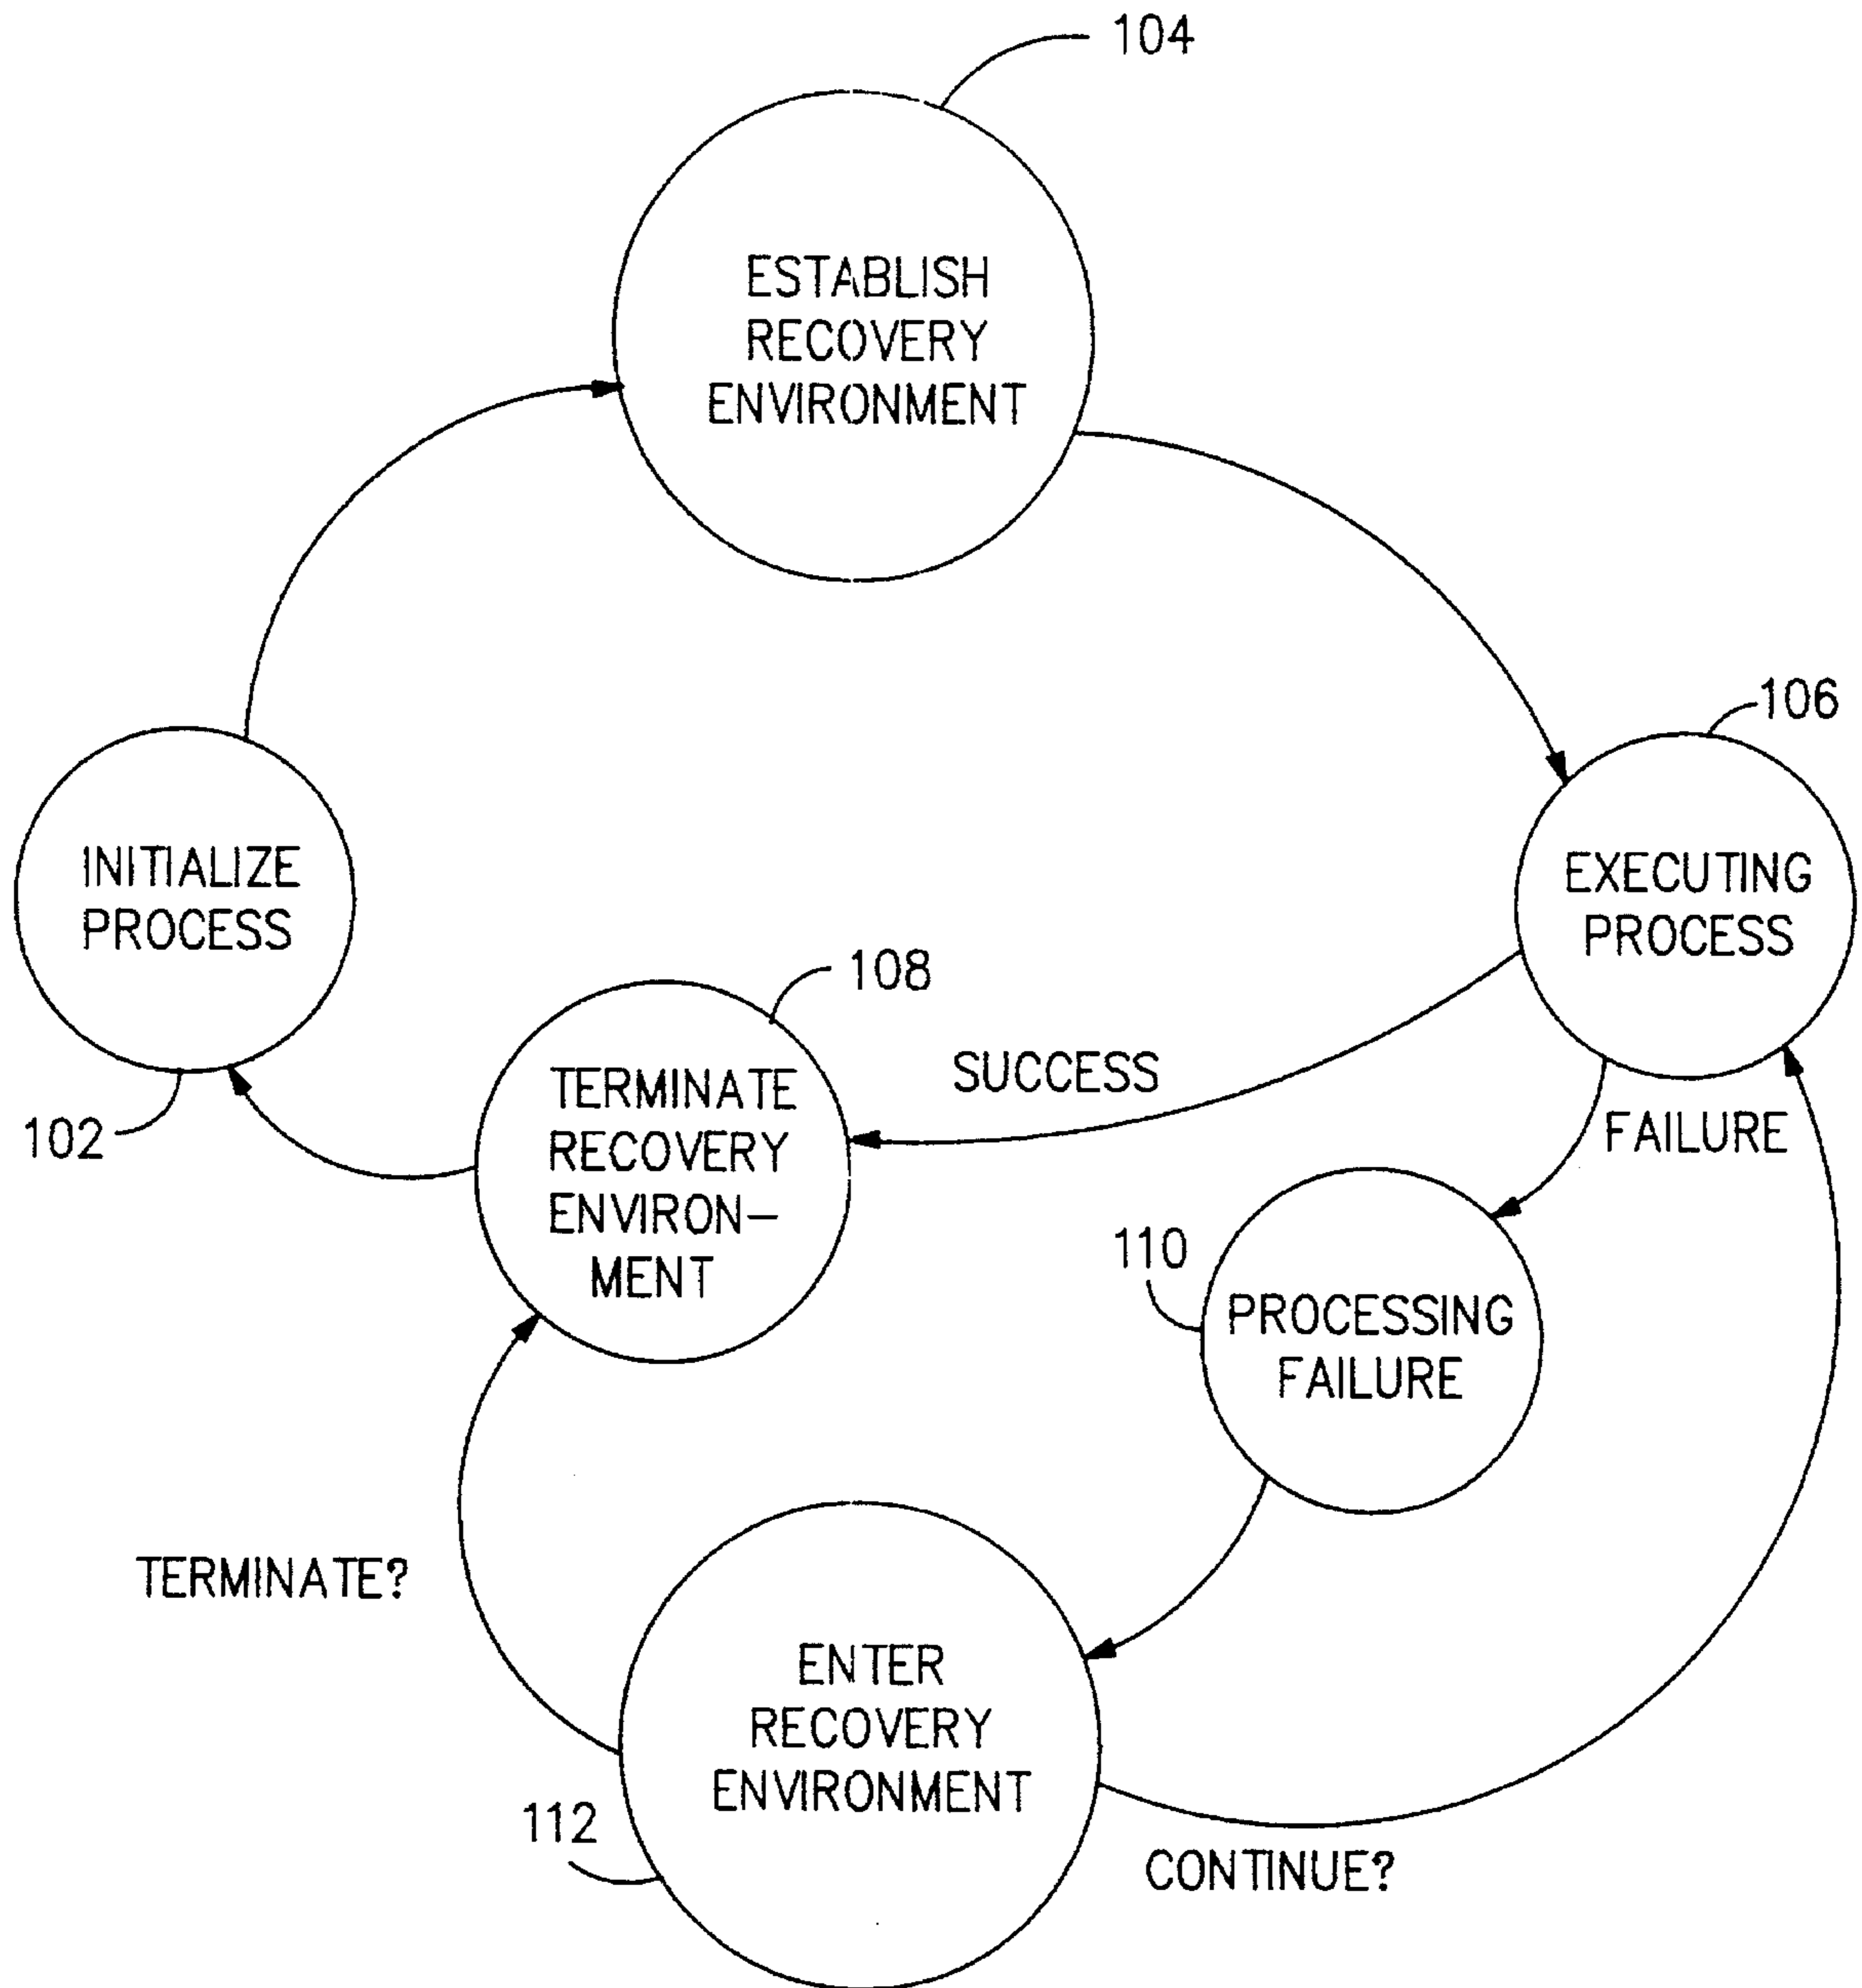 104
ESTABLISH
RECOVERY
ENVIRONMENT
106
INITIALIZE
PROCESS
EXECUTING
PROCESS
102
108
TERMINATE
RECOVERY
ENVIRON-
MENT
SUCCESS
FAILURE
110
PROCESSING
FAILURE
TERMINATE?
ENTER
RECOVERY
ENVIRONMENT
112
CONTINUE?